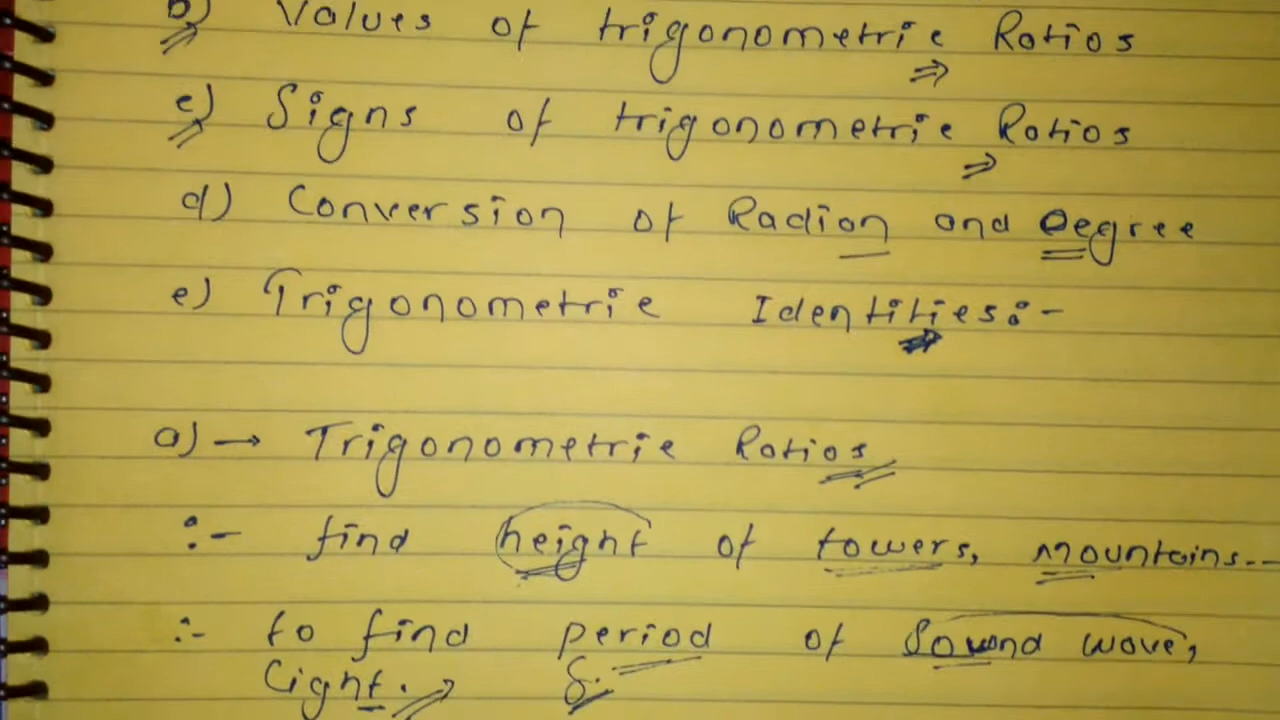 b) Values of trigonometric Ratios
c) Signs of trigonometric Ratios
d) Conversion of Radian and Degree
e) Trigonometric Identities:-
a) → Trigonometric Ratios
:- find height of towers, mountains..
:- to find period of Sound wave,
Light.